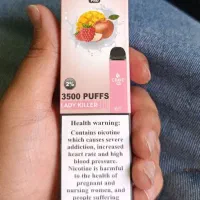 2%
3500 PUFFS
LADY KILLER
Health warning:
Contains nicotine
which causes severe
addiction, increased
heart rate and high
blood pressure.
Nicotine is harmful
to the health of
pregnant and
nursing women, and
people suffering